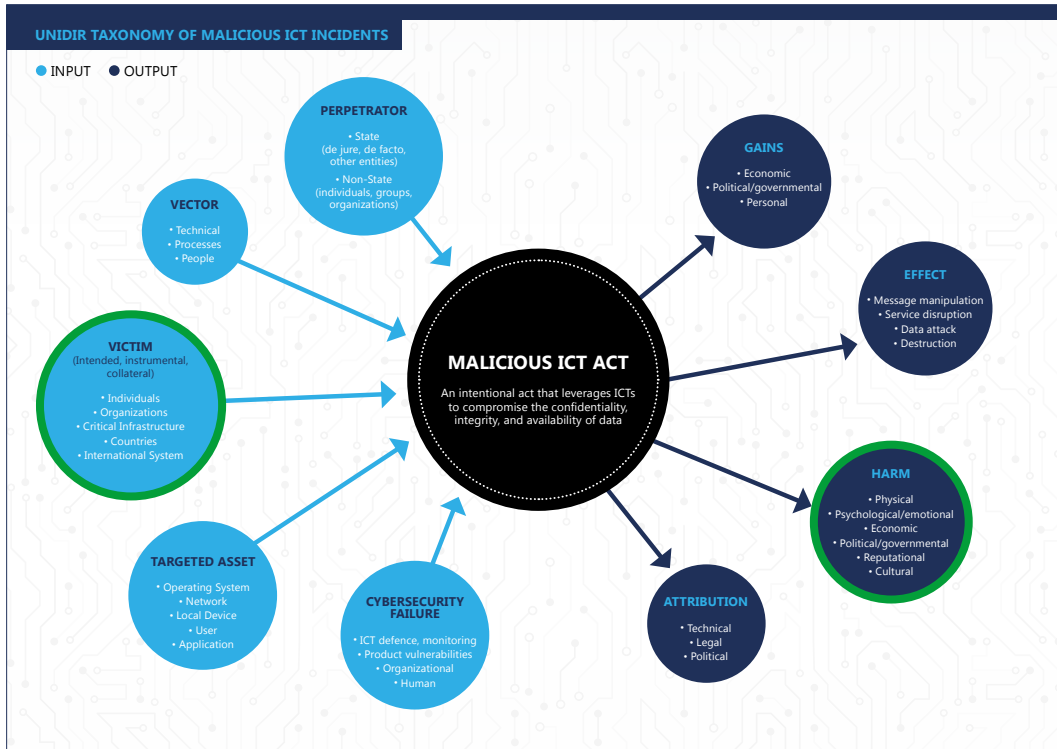 UNIDIR TAXONOMY OF MALICIOUS ICT INCIDENTS
INPUT
OUTPUT
PERPETRATOR
• State
(de jure, de facto,
other entities)
• Non-State
(individuals, groups,
organizations)
VECTOR
• Technical
• Processes
• People
VICTIM
(Intended, instrumental,
collateral)
• Individuals
• Organizations
• Critical Infrastructure
• Countries
• International System
TARGETED ASSET
• Operating System
• Network
• Local Device
• User
• Application
CYBERSECURITY
FAILURE
• ICT defence, monitoring
• Product vulnerabilities
• Organizational
• Human
MALICIOUS ICT ACT
An intentional act that leverages ICTs
to compromise the confidentiality,
integrity, and availability of data
GAINS
• Economic
• Political/governmental
• Personal
EFFECT
• Message manipulation
• Service disruption
• Data attack
• Destruction
HARM
• Physical
• Psychological/emotional
• Economic
• Political/governmental
• Reputational
• Cultural
ATTRIBUTION
• Technical
• Legal
• Political